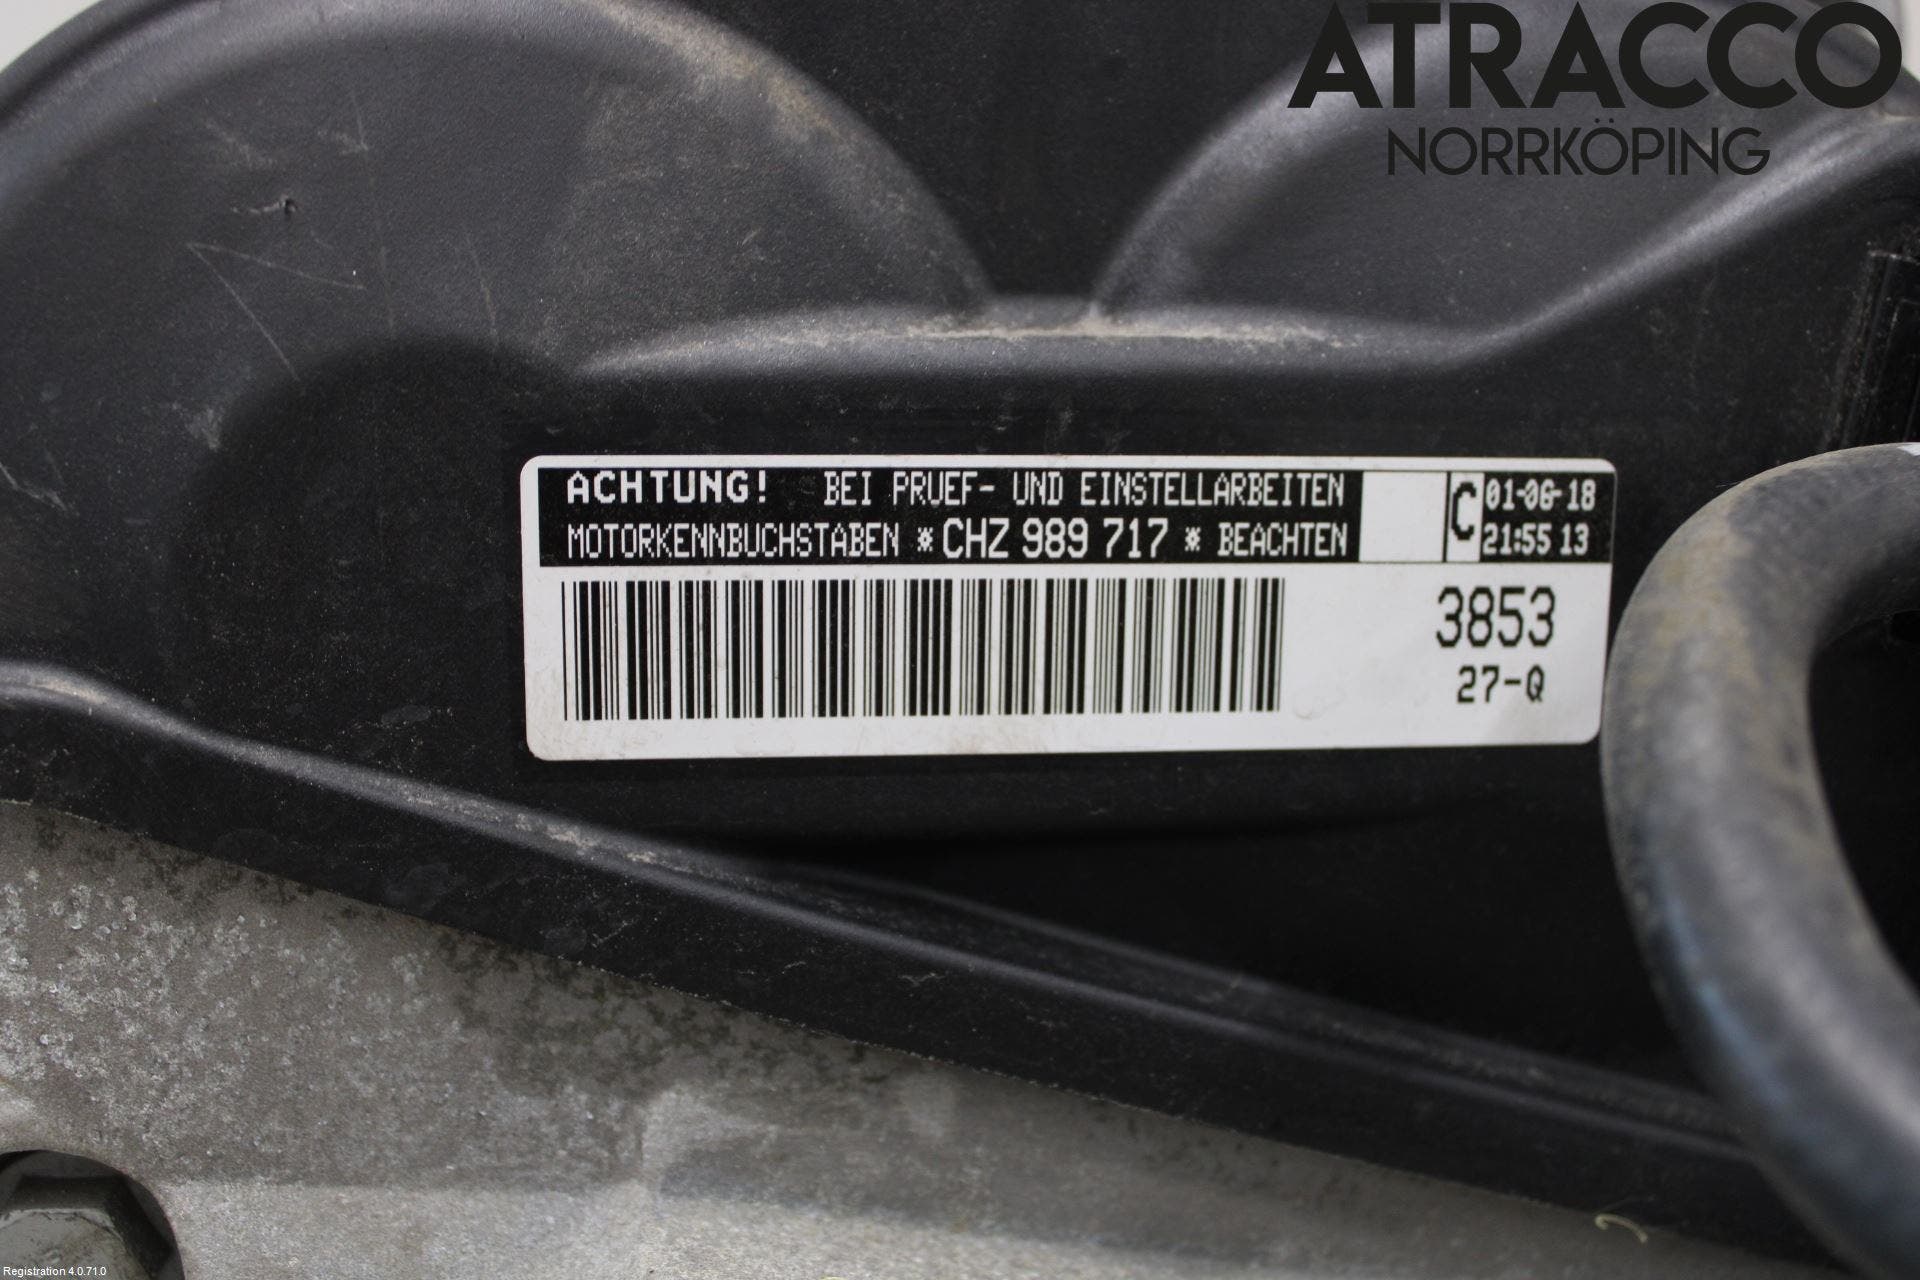 ATRACCO
NORRKÖPING
ACHTUNG! BEI PRUEF- UND EINSTELLARBEITEN
MOTORKENNBUCHSTABEN *CHZ 989 717* BEACHTEN
C
01-06-18
21:55 13
3853
27-Q
Registration 4.0.71.0